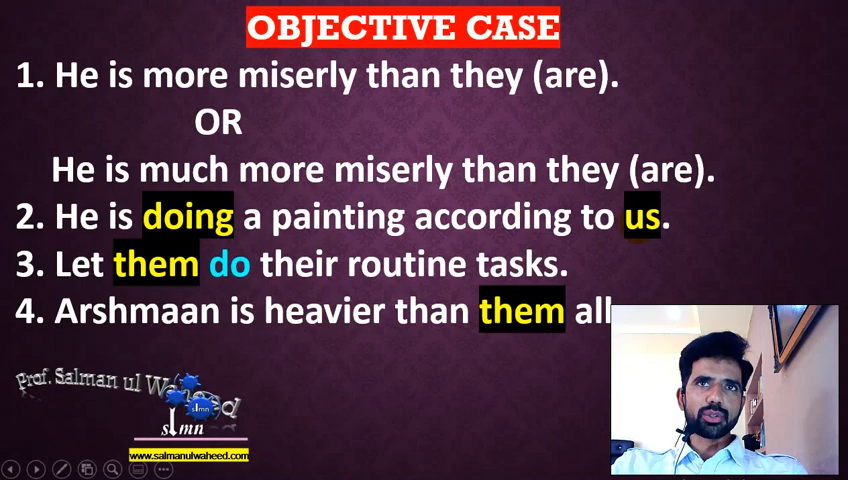 OBJECTIVE CASE
1. He is more miserly than they (are).
OR
He is much more miserly than they (are).
2. He is doing a painting according to us.
3. Let them do their routine tasks.
4. Arshmaan is heavier than them all
Prof. Salman ul Waheed
slmn
slmn
www.salmanulwaheed.com